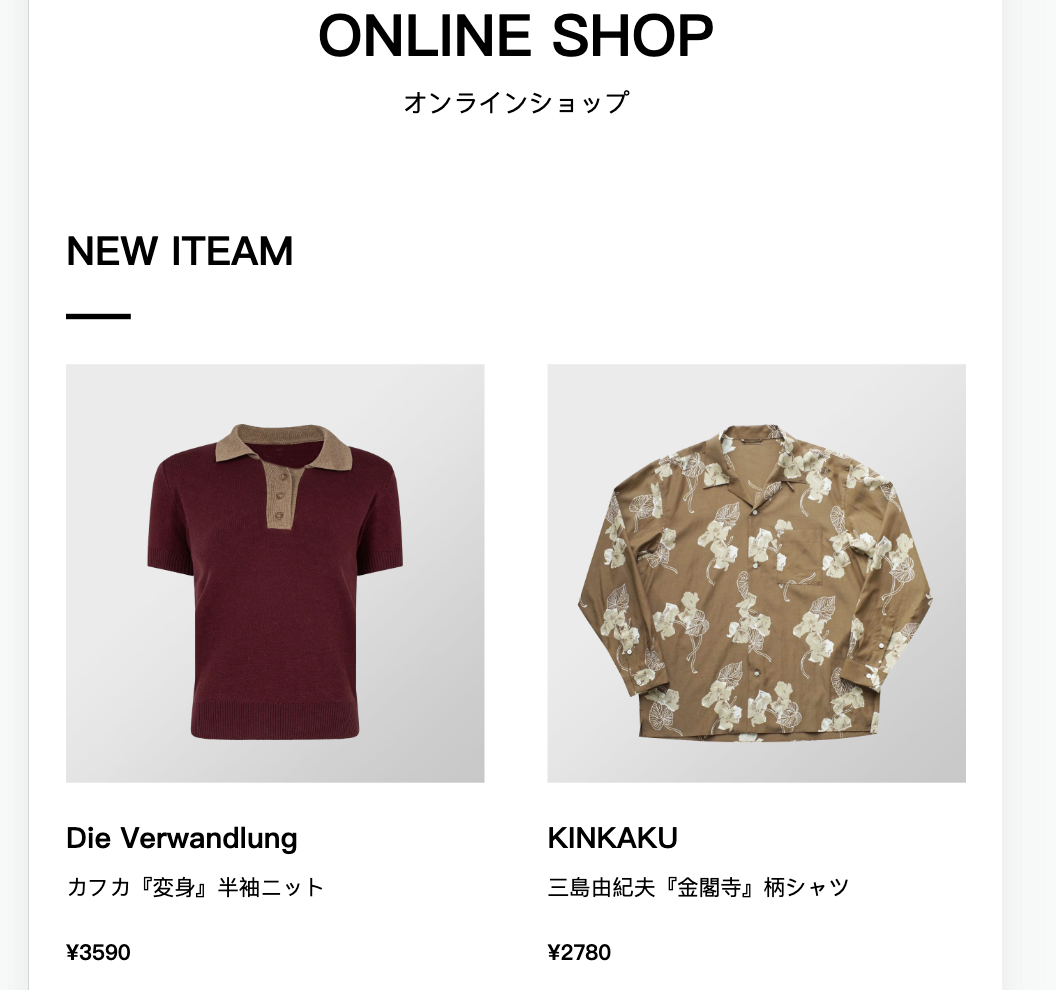 ONLINE SHOP
オンラインショップ
NEW ITEAM
Die Verwandlung
カフカ『変身』半袖ニット
¥3590
KINKAKU
三島由紀夫『金閣寺』柄シャツ
¥2780